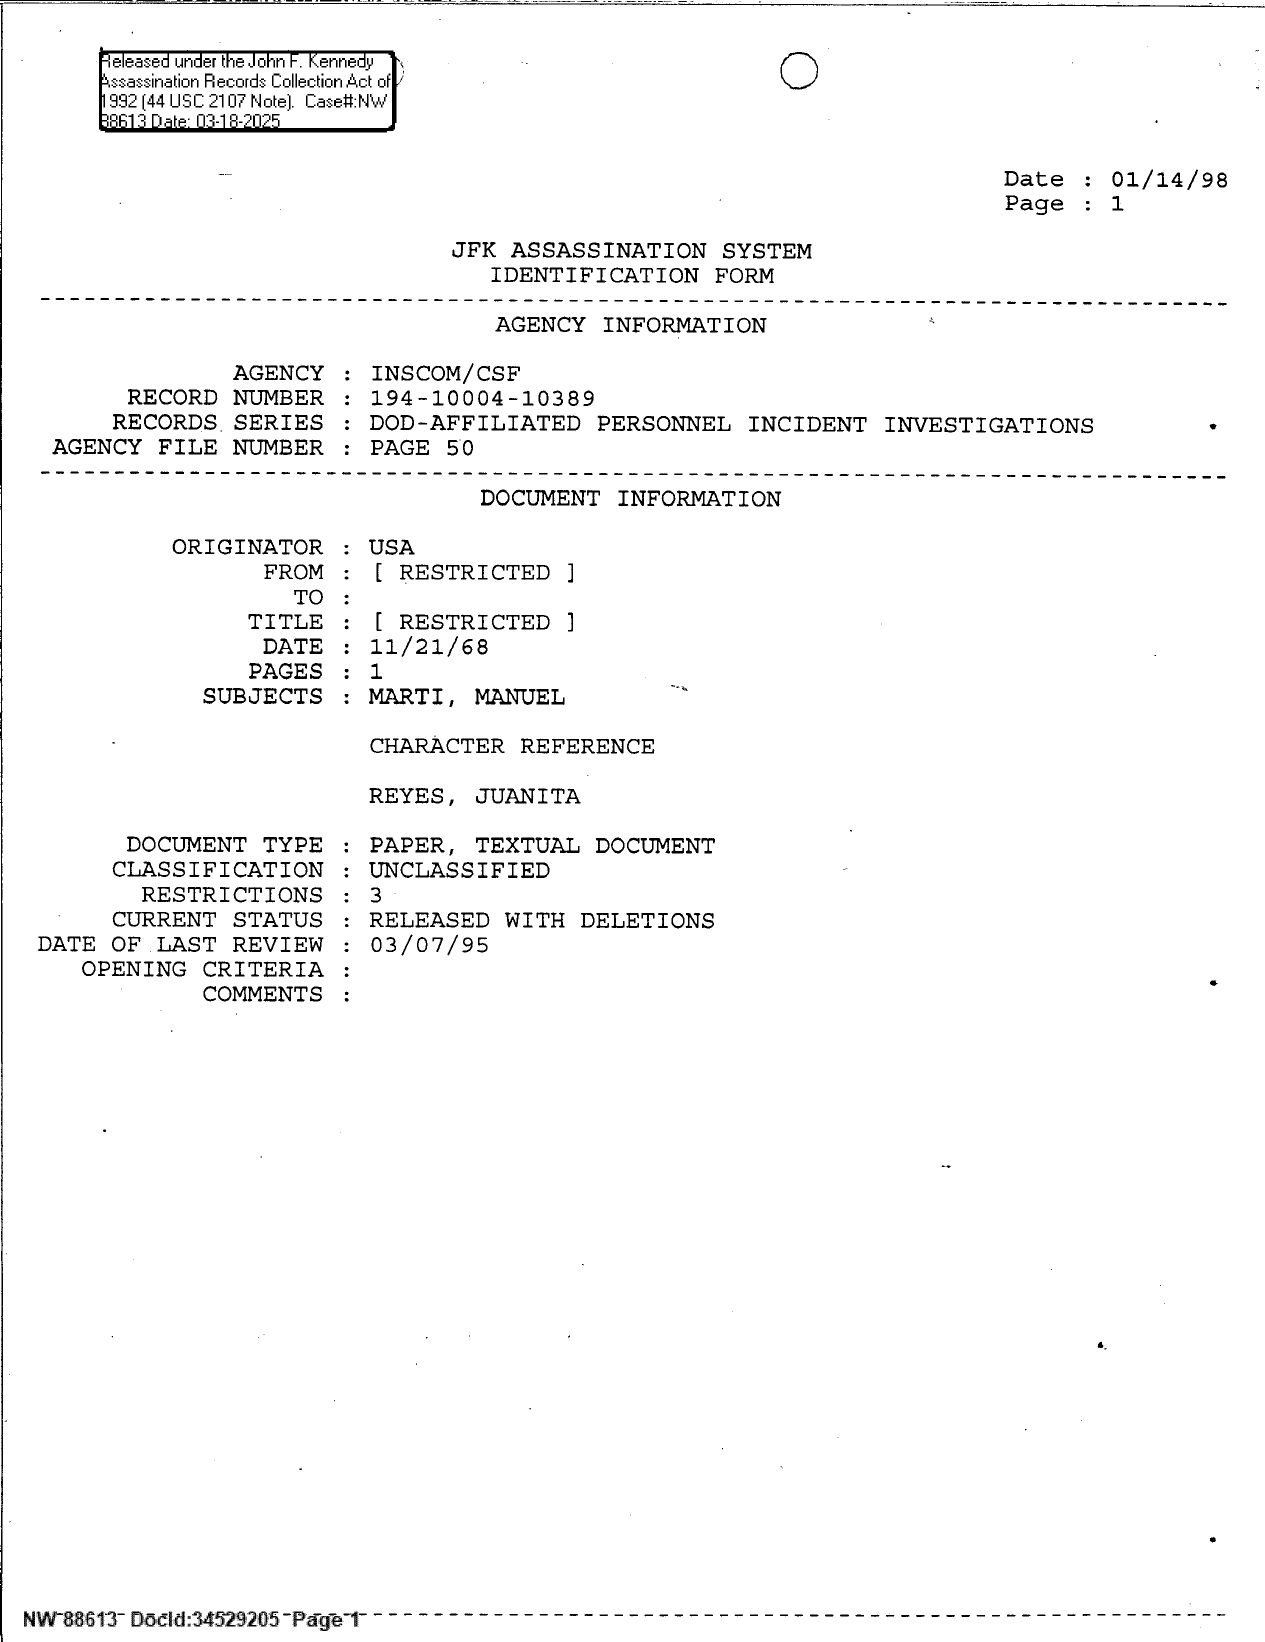 Released under the John F. Kennedy
Assassination Records Collection Act of
1992 (44 USC 2107 Note). Case#:NW
88613 Date: 03-18-2025
Date : 01/14/98
Page : 1
JFK ASSASSINATION SYSTEM
IDENTIFICATION FORM
AGENCY INFORMATION
AGENCY : INSCOM/CSF
RECORD NUMBER : 194-10004-10389
RECORDS SERIES : DOD-AFFILIATED PERSONNEL INCIDENT INVESTIGATIONS
AGENCY FILE NUMBER : PAGE 50
DOCUMENT INFORMATION
ORIGINATOR : USA
FROM : [ RESTRICTED ]
TO :
TITLE : [ RESTRICTED ]
DATE : 11/21/68
PAGES : 1
SUBJECTS : MARTI, MANUEL
CHARACTER REFERENCE
REYES, JUANITA
DOCUMENT TYPE : PAPER, TEXTUAL DOCUMENT
CLASSIFICATION : UNCLASSIFIED
RESTRICTIONS : 3
CURRENT STATUS : RELEASED WITH DELETIONS
DATE OF LAST REVIEW : 03/07/95
OPENING CRITERIA :
COMMENTS :
NW 88613 DocId:34529205 Page 1